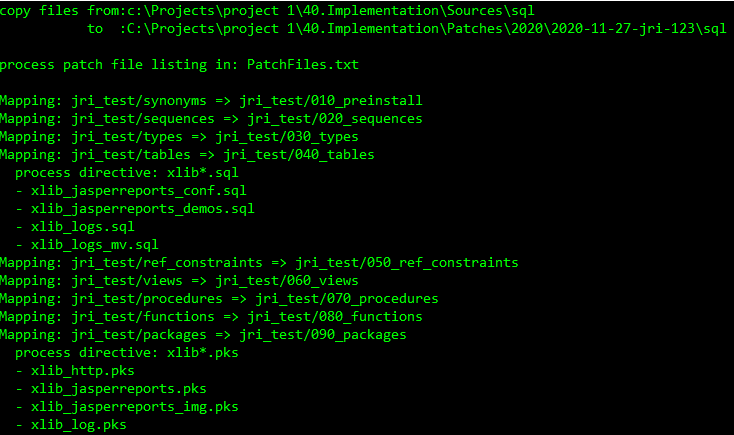 copy files from:c:\Projects\project 1\40.Implementation\Sources\sql
to :C:\Projects\project 1\40.Implementation\Patches\2020\2020-11-27-jri-123\sql
process patch file listing in: PatchFiles.txt
Mapping: jri_test/synonyms => jri_test/010_preinstall
Mapping: jri_test/sequences => jri_test/020_sequences
Mapping: jri_test/types => jri_test/030_types
Mapping: jri_test/tables => jri_test/040_tables
process directive: xlib*.sql
- xlib_jasperreports_conf.sql
- xlib_jasperreports_demos.sql
- xlib_logs.sql
- xlib_logs_mv.sql
Mapping: jri_test/ref_constraints => jri_test/050_ref_constraints
Mapping: jri_test/views => jri_test/060_views
Mapping: jri_test/procedures => jri_test/070_procedures
Mapping: jri_test/functions => jri_test/080_functions
Mapping: jri_test/packages => jri_test/090_packages
process directive: xlib*.pks
- xlib_http.pks
- xlib_jasperreports.pks
- xlib_jasperreports_img.pks
- xlib_log.pks